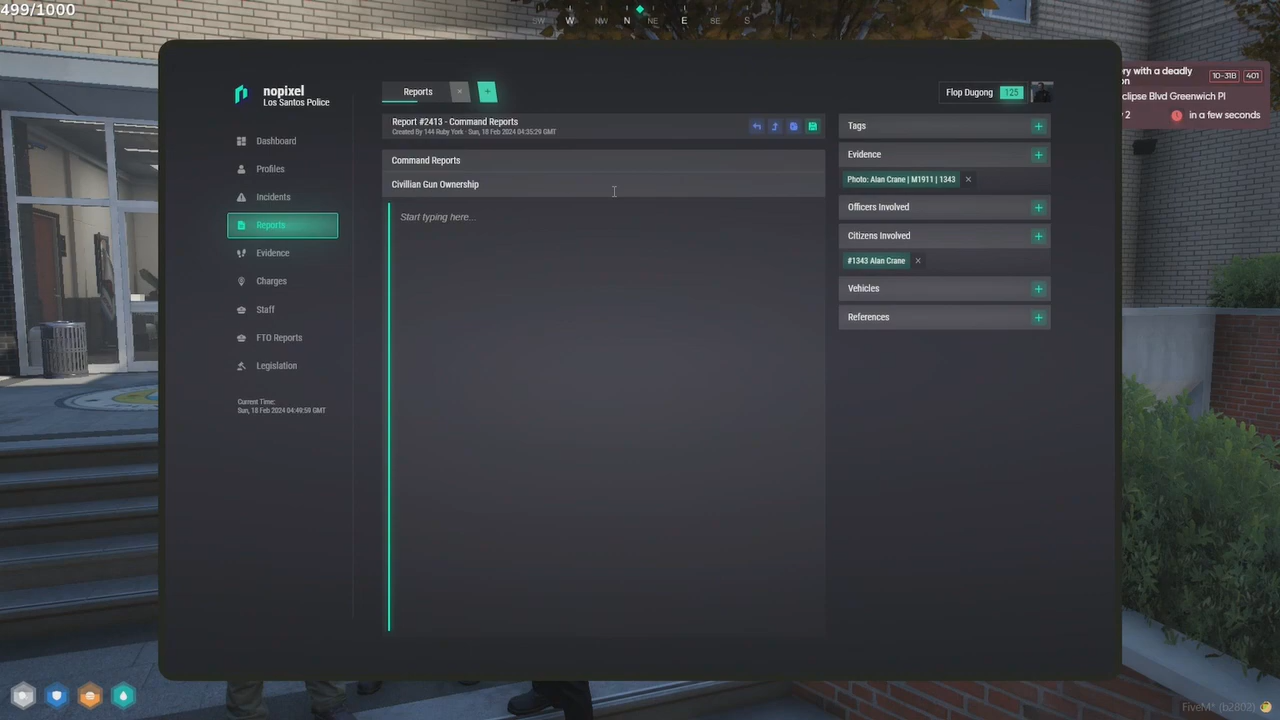 499/1000
SW W NW N NE E SE S
nopixel
Los Santos Police
Dashboard
Profiles
Incidents
Reports
Evidence
Charges
Staff
FTO Reports
Legislation
Current Time:
Sun, 18 Feb 2024 04:49:59 GMT
Reports ×
+
Flop Dugong 125
Report #2413 - Command Reports
Created By 144 Ruby York · Sun, 18 Feb 2024 04:35:29 GMT
Command Reports
Civillian Gun Ownership
Start typing here...
Tags +
Evidence +
Photo: Alan Crane | M1911 | 1343 ×
Officers Involved +
Citizens Involved +
#1343 Alan Crane ×
Vehicles +
References +
ry with a deadly
on
10-31B 401
clipse Blvd Greenwich Pl
2
in a few seconds
FiveM* (b2802)